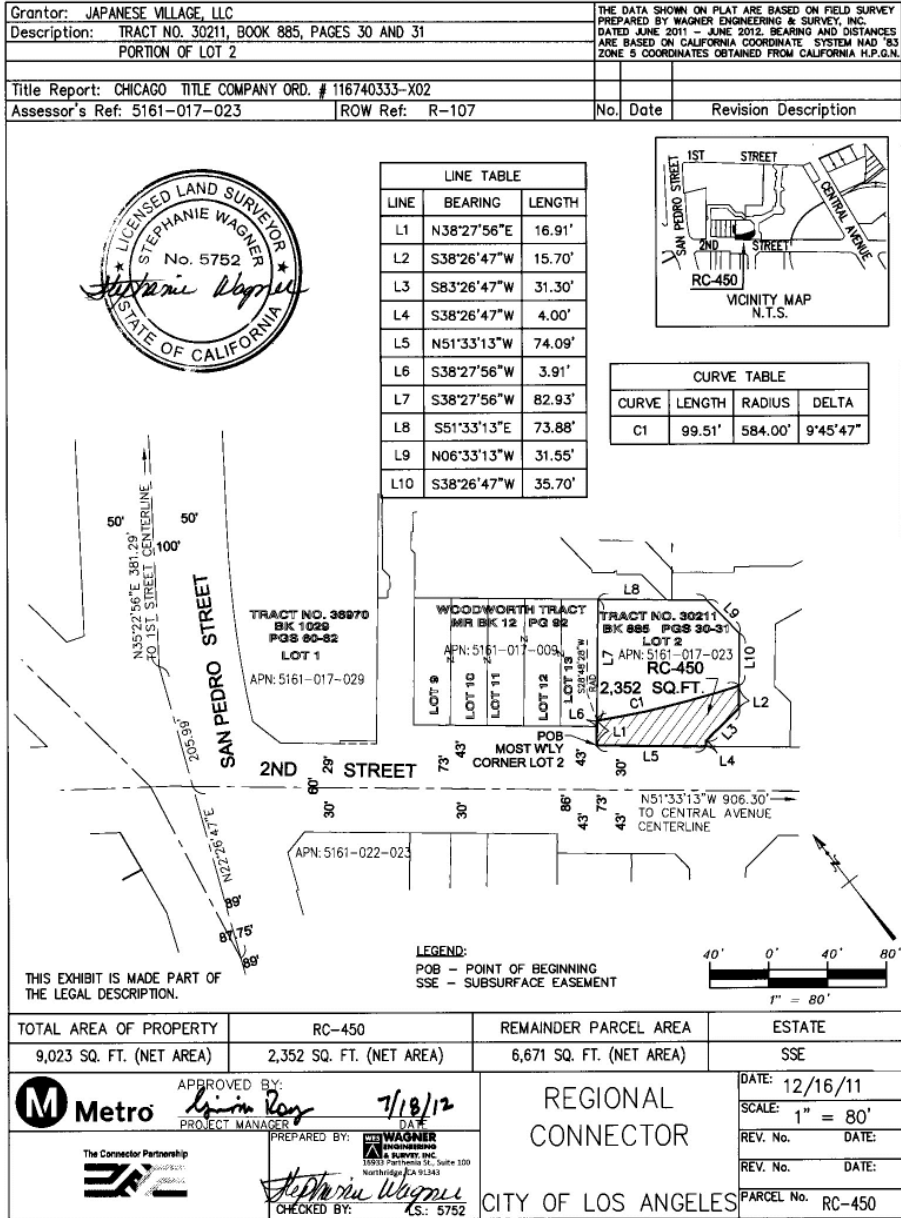 Grantor: JAPANESE VILLAGE, LLC
Description: TRACT NO. 30211, BOOK 885, PAGES 30 AND 31
PORTION OF LOT 2
Title Report: CHICAGO TITLE COMPANY ORD. # 116740333-X02
Assessor's Ref: 5161-017-023 ROW Ref: R-107
THE DATA SHOWN ON PLAT ARE BASED ON FIELD SURVEY
PREPARED BY WAGNER ENGINEERING & SURVEY, INC.
DATED JUNE 2011 - JUNE 2012. BEARING AND DISTANCES
ARE BASED ON CALIFORNIA COORDINATE SYSTEM NAD '83
ZONE 5 COORDINATES OBTAINED FROM CALIFORNIA H.P.G.N.
No. Date Revision Description
LICENSED LAND SURVEYOR
STEPHANIE WAGNER
No. 5752
Stephanie Wagner
STATE OF CALIFORNIA
LINE TABLE
LINE BEARING LENGTH
L1 N38°27'56"E 16.91'
L2 S38°26'47"W 15.70'
L3 S83°26'47"W 31.30'
L4 S38°26'47"W 4.00'
L5 N51°33'13"W 74.09'
L6 S38°27'56"W 3.91'
L7 S38°27'56"W 82.93'
L8 S51°33'13"E 73.88'
L9 N06°33'13"W 31.55'
L10 S38°26'47"W 35.70'
1ST STREET
SAN PEDRO STREET
CENTRAL AVENUE
2ND STREET
RC-450
VICINITY MAP
N.T.S.
CURVE TABLE
CURVE LENGTH RADIUS DELTA
C1 99.51' 584.00' 9°45'47"
50' 50'
100'
N35°22'56"E 381.29'
TO 1ST STREET CENTERLINE
SAN PEDRO STREET
205.99'
N22°26'47"E
TRACT NO. 36970
BK 1029
PGS 60-62
LOT 1
APN: 5161-017-029
WOODWORTH TRACT
MR BK 12 PG 92
APN: 5161-017-009
LOT 9
LOT 10
LOT 11
LOT 12
LOT 13
S28°48'28"W
RAD
L8
L9
TRACT NO. 30211
BK 885 PGS 30-31
LOT 2
L7
APN: 5161-017-023
L10
RC-450
2,352 SQ.FT.
C1
L2
L6
L1
L3
POB
MOST W'LY
CORNER LOT 2
L5
L4
2ND STREET
60'
29'
30'
73'
43'
30'
43'
86'
43'
73'
43'
30'
N51°33'13"W 906.30'
TO CENTRAL AVENUE
CENTERLINE
APN: 5161-022-023
89'
87.75'
89'
THIS EXHIBIT IS MADE PART OF
THE LEGAL DESCRIPTION.
LEGEND:
POB - POINT OF BEGINNING
SSE - SUBSURFACE EASEMENT
N
40' 0' 40' 80'
1" = 80'
TOTAL AREA OF PROPERTY RC-450 REMAINDER PARCEL AREA ESTATE
9,023 SQ. FT. (NET AREA) 2,352 SQ. FT. (NET AREA) 6,671 SQ. FT. (NET AREA) SSE
M Metro
APPROVED BY:
7/18/12
PROJECT MANAGER DATE
The Connector Partnership
PREPARED BY:
WES WAGNER
ENGINEERING
& SURVEY, INC.
16933 Parthenia St., Suite 100
Northridge, CA 91343
Stephanie Wagner
CHECKED BY: L.S.: 5752
REGIONAL
CONNECTOR
CITY OF LOS ANGELES
DATE: 12/16/11
SCALE: 1" = 80'
REV. No. DATE:
REV. No. DATE:
PARCEL No. RC-450